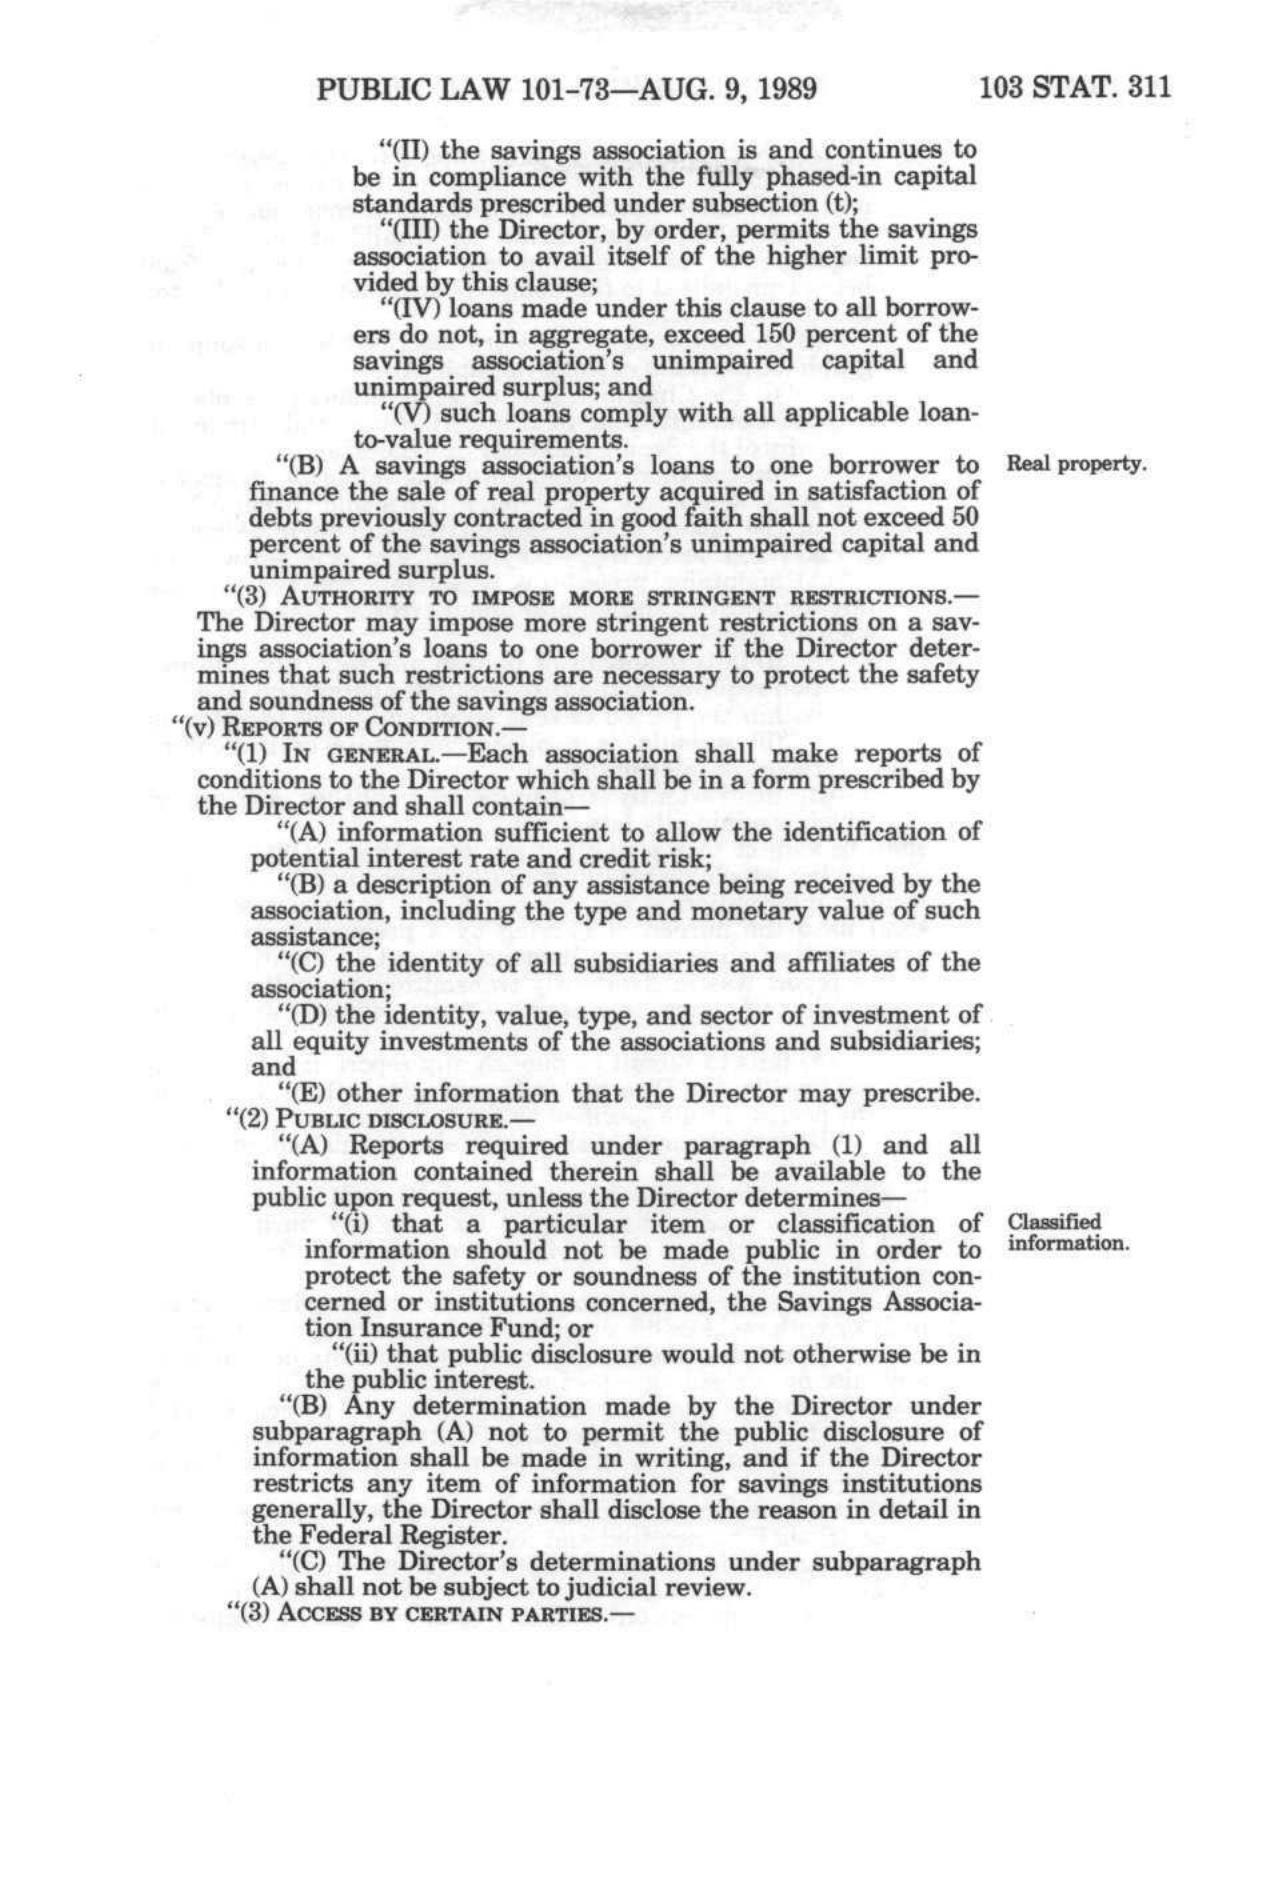 PUBLIC LAW 101-73—AUG. 9, 1989 103 STAT. 311
“(II) the savings association is and continues to
be in compliance with the fully phased-in capital
standards prescribed under subsection (t);
“(III) the Director, by order, permits the savings
association to avail itself of the higher limit pro-
vided by this clause;
“(IV) loans made under this clause to all borrow-
ers do not, in aggregate, exceed 150 percent of the
savings association's unimpaired capital and
unimpaired surplus; and
“(V) such loans comply with all applicable loan-
to-value requirements.
“(B) A savings association's loans to one borrower to Real property.
finance the sale of real property acquired in satisfaction of
debts previously contracted in good faith shall not exceed 50
percent of the savings association's unimpaired capital and
unimpaired surplus.
“(3) AUTHORITY TO IMPOSE MORE STRINGENT RESTRICTIONS.—
The Director may impose more stringent restrictions on a sav-
ings association's loans to one borrower if the Director deter-
mines that such restrictions are necessary to protect the safety
and soundness of the savings association.
“(v) REPORTS OF CONDITION.—
“(1) IN GENERAL.—Each association shall make reports of
conditions to the Director which shall be in a form prescribed by
the Director and shall contain—
“(A) information sufficient to allow the identification of
potential interest rate and credit risk;
“(B) a description of any assistance being received by the
association, including the type and monetary value of such
assistance;
“(C) the identity of all subsidiaries and affiliates of the
association;
“(D) the identity, value, type, and sector of investment of
all equity investments of the associations and subsidiaries;
and
“(E) other information that the Director may prescribe.
“(2) PUBLIC DISCLOSURE.—
“(A) Reports required under paragraph (1) and all
information contained therein shall be available to the
public upon request, unless the Director determines—
“(i) that a particular item or classification of Classified
information should not be made public in order to information.
protect the safety or soundness of the institution con-
cerned or institutions concerned, the Savings Associa-
tion Insurance Fund; or
“(ii) that public disclosure would not otherwise be in
the public interest.
“(B) Any determination made by the Director under
subparagraph (A) not to permit the public disclosure of
information shall be made in writing, and if the Director
restricts any item of information for savings institutions
generally, the Director shall disclose the reason in detail in
the Federal Register.
“(C) The Director's determinations under subparagraph
(A) shall not be subject to judicial review.
“(3) ACCESS BY CERTAIN PARTIES.—